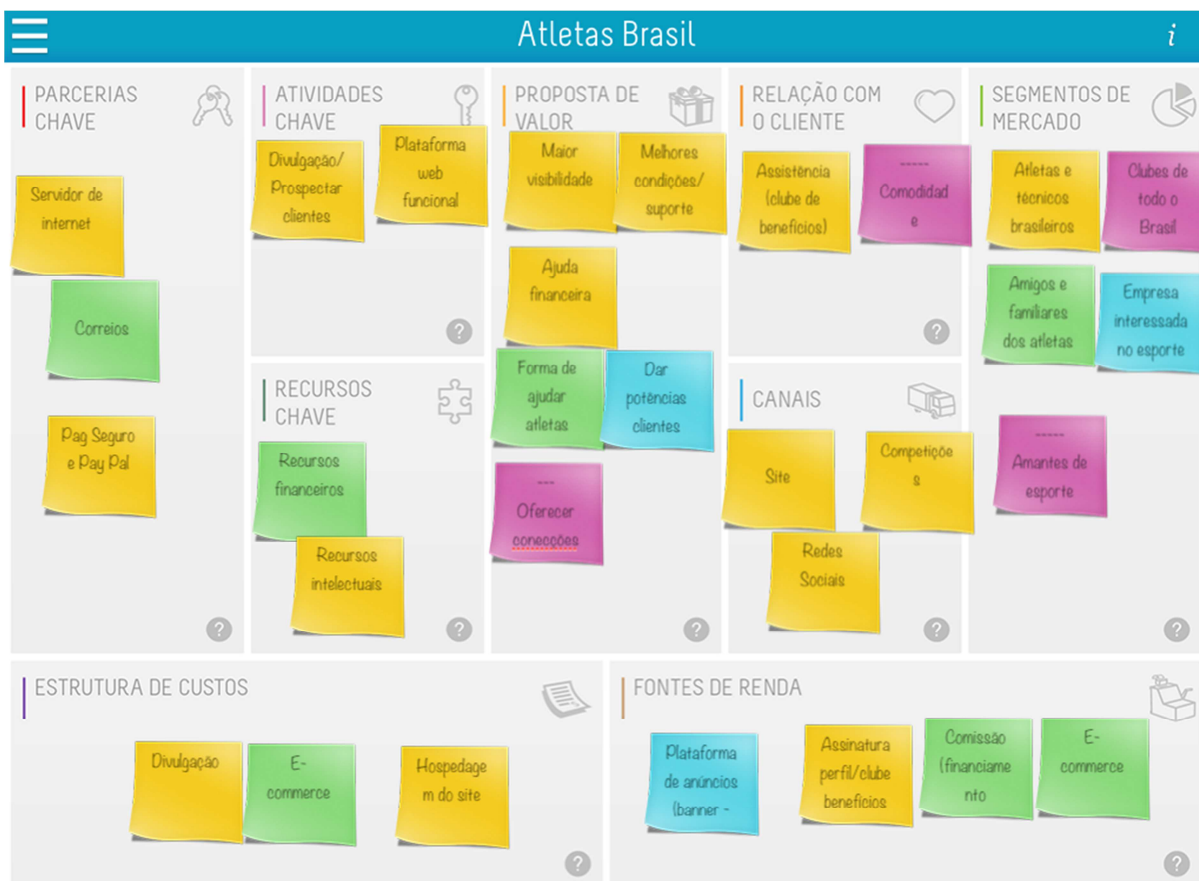 Atletas Brasil
i
PARCERIAS
CHAVE
Servidor de
internet
Correios
Pag Seguro
e Pay Pal
?
ATIVIDADES
CHAVE
Divulgação/
Prospectar
clientes
Plataforma
web
funcional
?
RECURSOS
CHAVE
Recursos
financeiros
Recursos
intelectuais
?
PROPOSTA DE
VALOR
Maior
visibilidade
Melhores
condições/
suporte
Ajuda
financeira
Forma de
ajudar
atletas
Dar
potências
clientes
---
Oferecer
conecções
?
RELAÇÃO COM
O CLIENTE
Assistência
(clube de
benefícios)
-----
Comodidad
e
?
CANAIS
Site
Competiçõe
s
Redes
Sociais
?
SEGMENTOS DE
MERCADO
Atletas e
técnicos
brasileiros
Clubes de
todo o
Brasil
Amigos e
familiares
dos atletas
Empresa
interessada
no esporte
-----
Amantes de
esporte
?
ESTRUTURA DE CUSTOS
Divulgação
E-
commerce
Hospedage
m do site
?
FONTES DE RENDA
Plataforma
de anúncios
(banner -
Assinatura
perfil/clube
benefícios
Comissão
(financiame
nto
E-
commerce
?